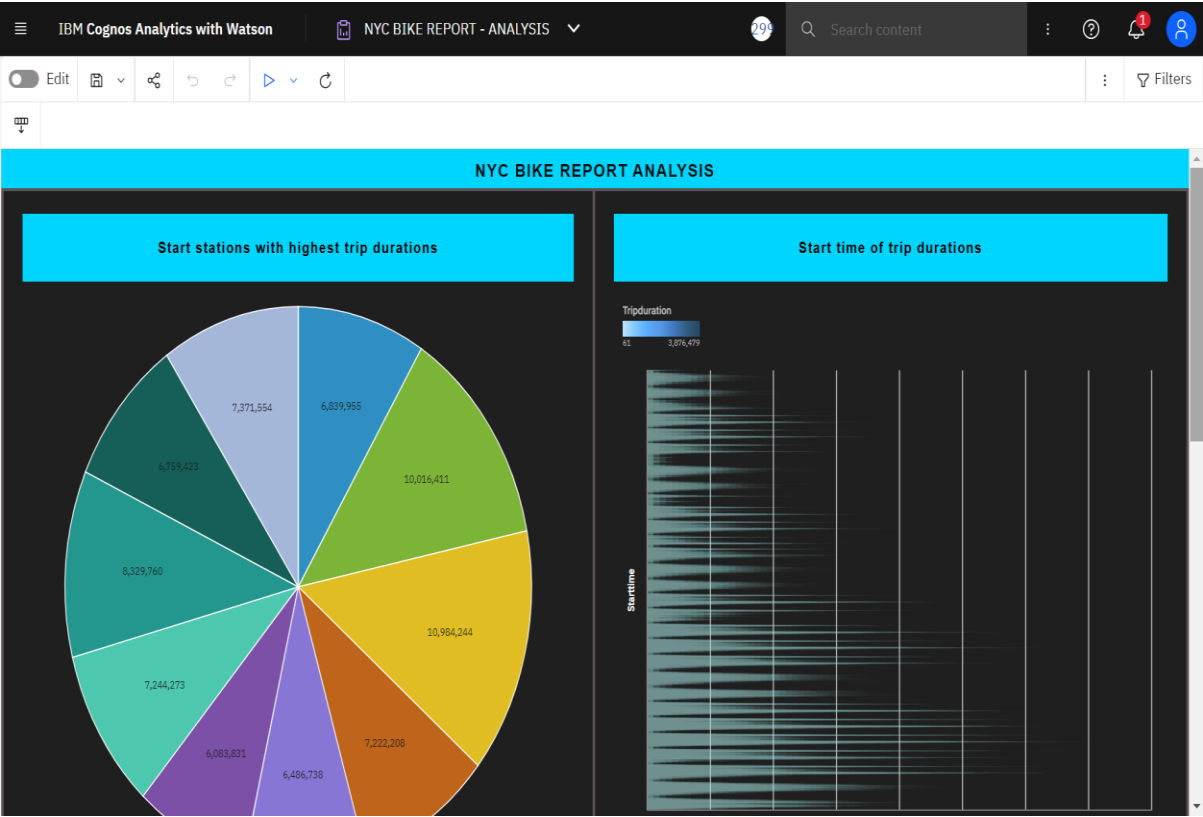 IBM Cognos Analytics with Watson
NYC BIKE REPORT - ANALYSIS
299
Search content
1
Edit
Filters
NYC BIKE REPORT ANALYSIS
Start stations with highest trip durations
7,371,554
6,839,955
6,759,423
10,016,411
8,329,760
10,984,244
7,244,273
7,222,208
6,083,831
6,486,738
Start time of trip durations
Tripduration
61 3,876,479
Starttime